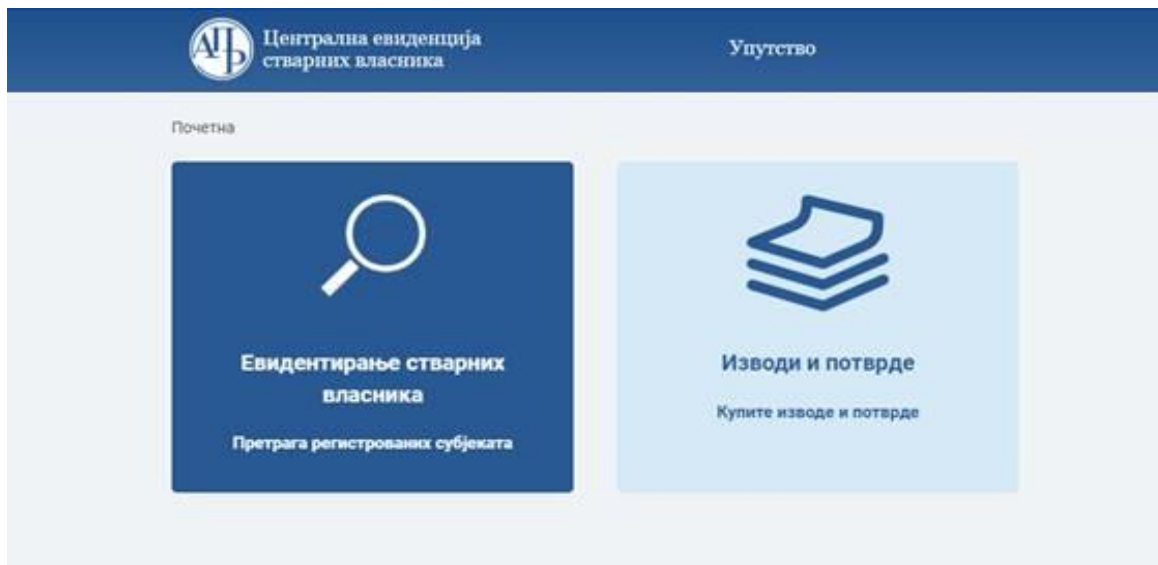 АПР
Централна евиденција
стварних власника
Упутство
Почетна
Евидентирање стварних
власника
Претрага регистрованих субјеката
Изводи и потврде
Купите изводе и потврде